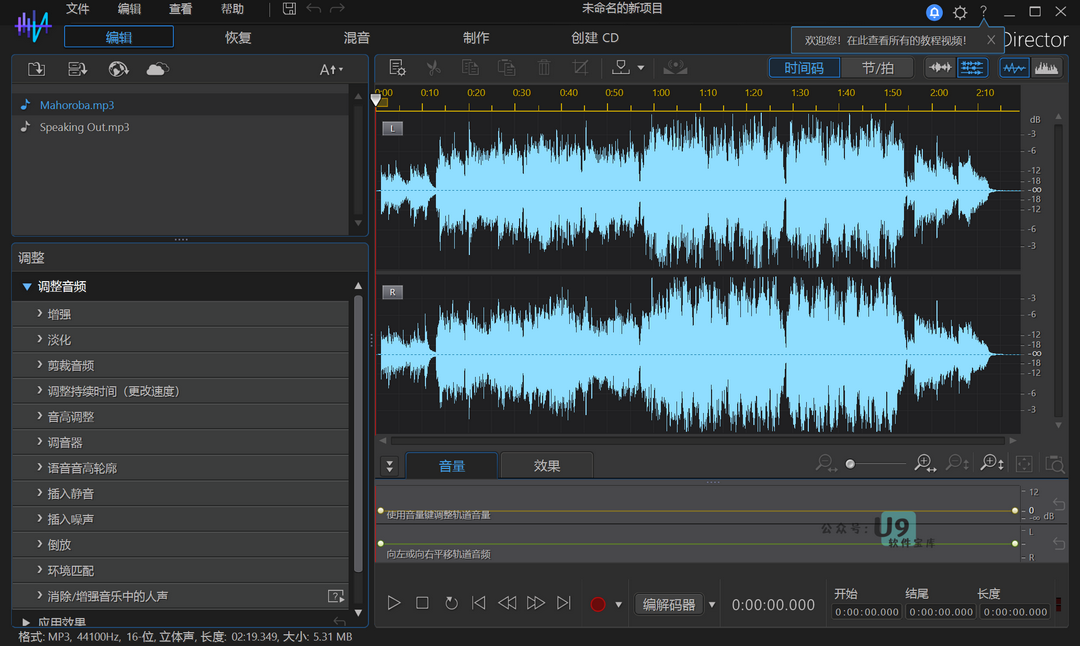 文件 编辑 查看 帮助 未命名的新项目
编辑 恢复 混音 制作 创建 CD Director
欢迎您！在此查看所有的教程视频！
时间码 节/拍
0:00 0:10 0:20 0:30 0:40 0:50 1:00 1:10 1:20 1:30 1:40 1:50 2:00 2:10
Mahoroba.mp3
Speaking Out.mp3
L
dB
-3
-6
-12
-18
-∞
-18
-12
-6
-3
调整
调整音频
增强
淡化
剪裁音频
调整持续时间（更改速度）
音高调整
调音器
语音音高轮廓
插入静音
插入噪声
倒放
环境匹配
消除/增强音乐中的人声
应用效果
R
-3
-6
-12
-18
-∞
-18
-12
-6
-3
音量 效果
使用音量键调整轨道音量
12
0
-∞ dB
向左或向右平移轨道音频
L
R
公众号: U9
软件宝库
编解码器 0:00:00.000
开始 结尾 长度
0:00:00.000 0:00:00.000 0:00:00.000
格式: MP3, 44100Hz, 16-位, 立体声, 长度: 02:19.349, 大小: 5.31 MB